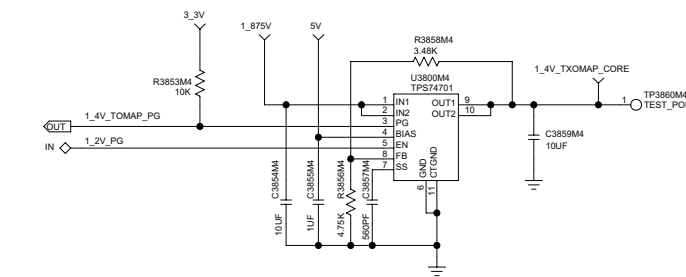 3_3V
1_875V
5V
R3858M4
3.48K
U3800M4
TPS74701
1_4V_TXOMAP_CORE
R3853M4
10K
TP3860M4
TEST_POI
1
1 IN1 OUT1 9
2 IN2 OUT2 10
3 PG
4 BIAS
5 EN
8 FB
7 SS
GND
CTGND
6
11
OUT 1_4V_TOMAP_PG
IN 1_2V_PG
C3859M4
10UF
C3854M4
10UF
C3855M4
1UF
R3856M4
4.75K
C3857M4
560PF